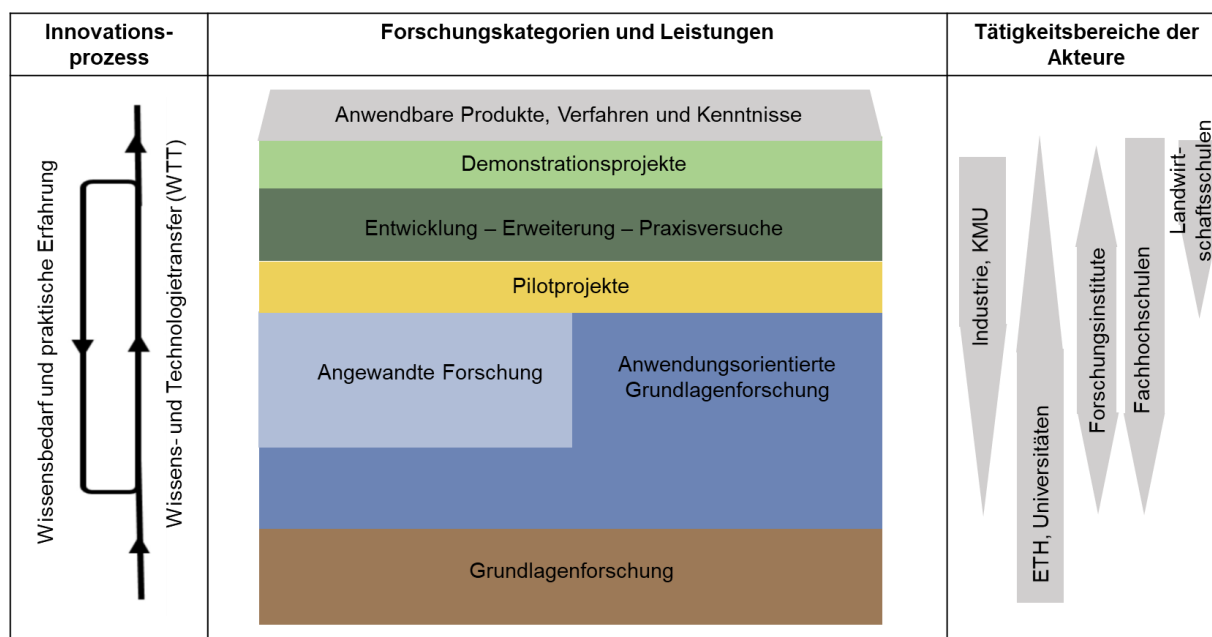 Innovations-
prozess
Forschungskategorien und Leistungen
Tätigkeitsbereiche der
Akteure
Wissensbedarf und praktische Erfahrung
Wissens- und Technologietransfer (WTT)
Anwendbare Produkte, Verfahren und Kenntnisse
Demonstrationsprojekte
Entwicklung – Erweiterung – Praxisversuche
Pilotprojekte
Angewandte Forschung
Anwendungsorientierte
Grundlagenforschung
Grundlagenforschung
Industrie, KMU
ETH, Universitäten
Forschungsinstitute
Fachhochschulen
Landwirt-
schaftsschulen